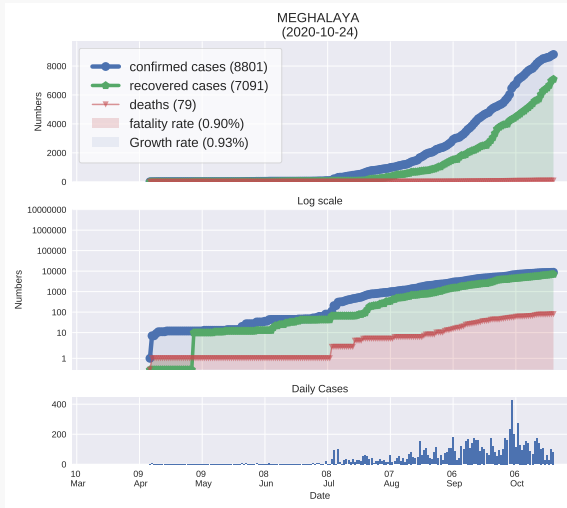 MEGHALAYA
(2020-10-24)
confirmed cases (8801)
recovered cases (7091)
deaths (79)
fatality rate (0.90%)
Growth rate (0.93%)
Numbers
8000
6000
4000
2000
0
Log scale
Numbers
10000000
1000000
100000
10000
1000
100
10
1
Daily Cases
400
200
0
10 09 09 08 08 07 06 06
Mar Apr May Jun Jul Aug Sep Oct
Date